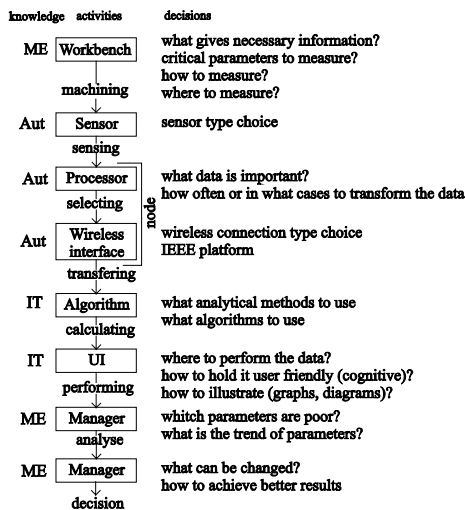 knowledge activities decisions
ME Workbench what gives necessary information?
critical parameters to measure?
how to measure?
machining where to measure?
Aut Sensor sensor type choice
sensing
Aut Processor what data is important?
selecting how often or in what cases to transform the data
node
Aut Wireless wireless connection type choice
interface IEEE platform
transfering
IT Algorithm what analytical methods to use
calculating what algorithms to use
IT UI where to perform the data?
how to hold it user friendly (cognitive)?
performing how to illustrate (graphs, diagrams)?
ME Manager whitch parameters are poor?
analyse what is the trend of parameters?
ME Manager what can be changed?
how to achieve better results
decision